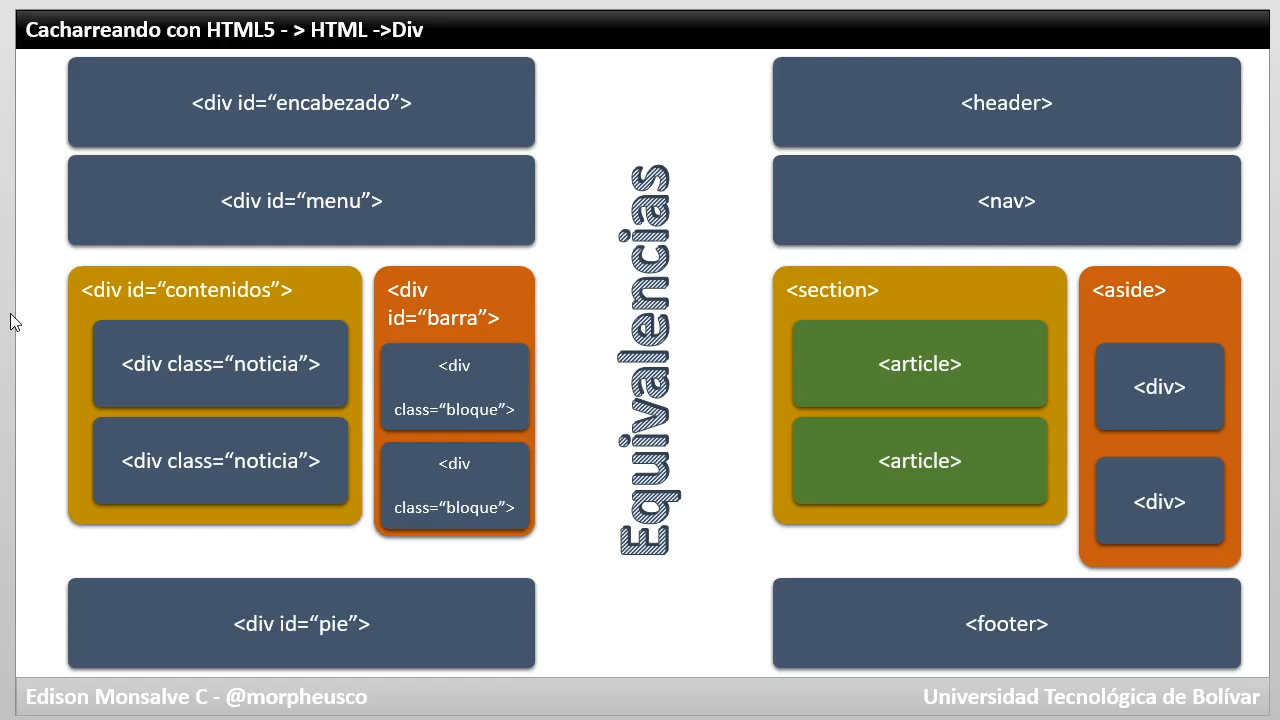 Cacharreando con HTML5 - > HTML ->Div
<div id=“encabezado”>
<div id=“menu”>
<div id=“contenidos”>
<div class=“noticia”>
<div class=“noticia”>
<div
id=“barra”>
<div
class=“bloque”>
<div
class=“bloque”>
<div id=“pie”>
Equivalencias
<header>
<nav>
<section>
<article>
<article>
<aside>
<div>
<div>
<footer>
Edison Monsalve C - @morpheusco
Universidad Tecnológica de Bolívar